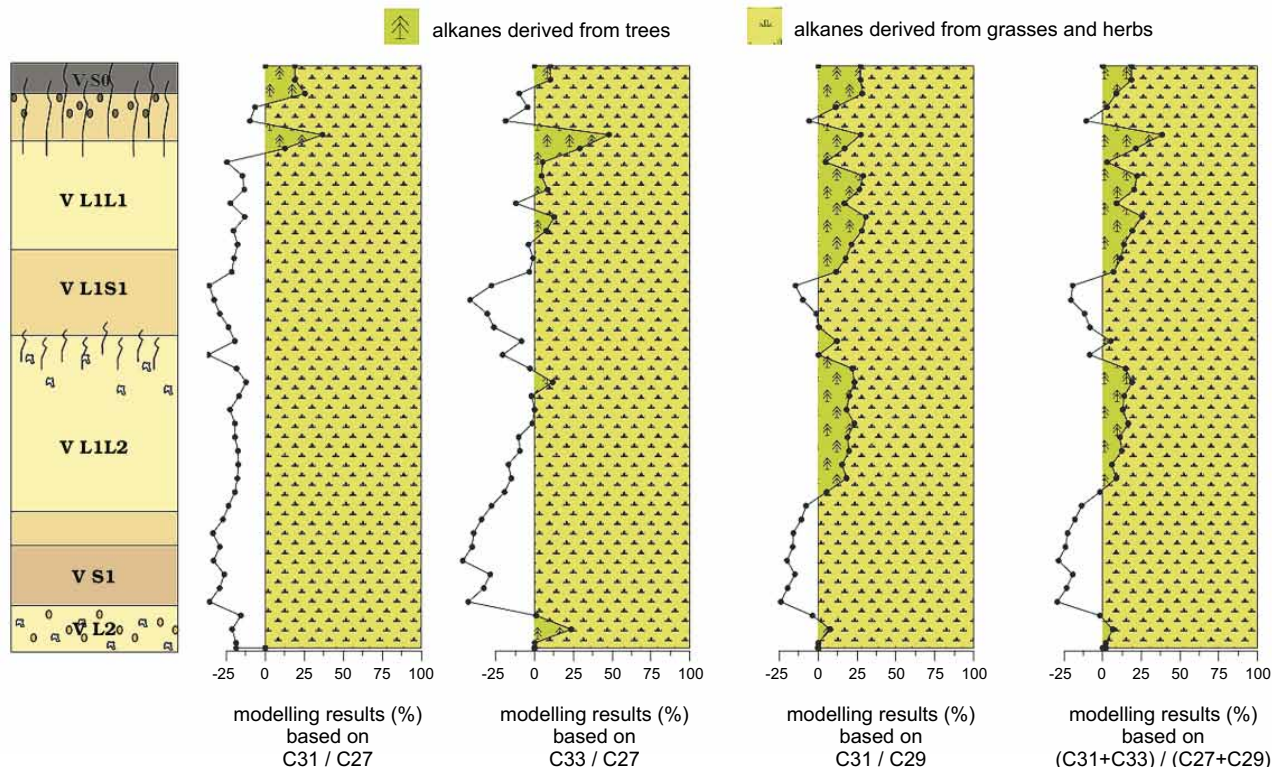 alkanes derived from trees
alkanes derived from grasses and herbs
V S0
V L1L1
V L1S1
V L1L2
V S1
V L2
-25 0 25 50 75 100
-25 0 25 50 75 100
-25 0 25 50 75 100
-25 0 25 50 75 100
modelling results (%)
based on
C31 / C27
modelling results (%)
based on
C33 / C27
modelling results (%)
based on
C31 / C29
modelling results (%)
based on
(C31+C33) / (C27+C29)